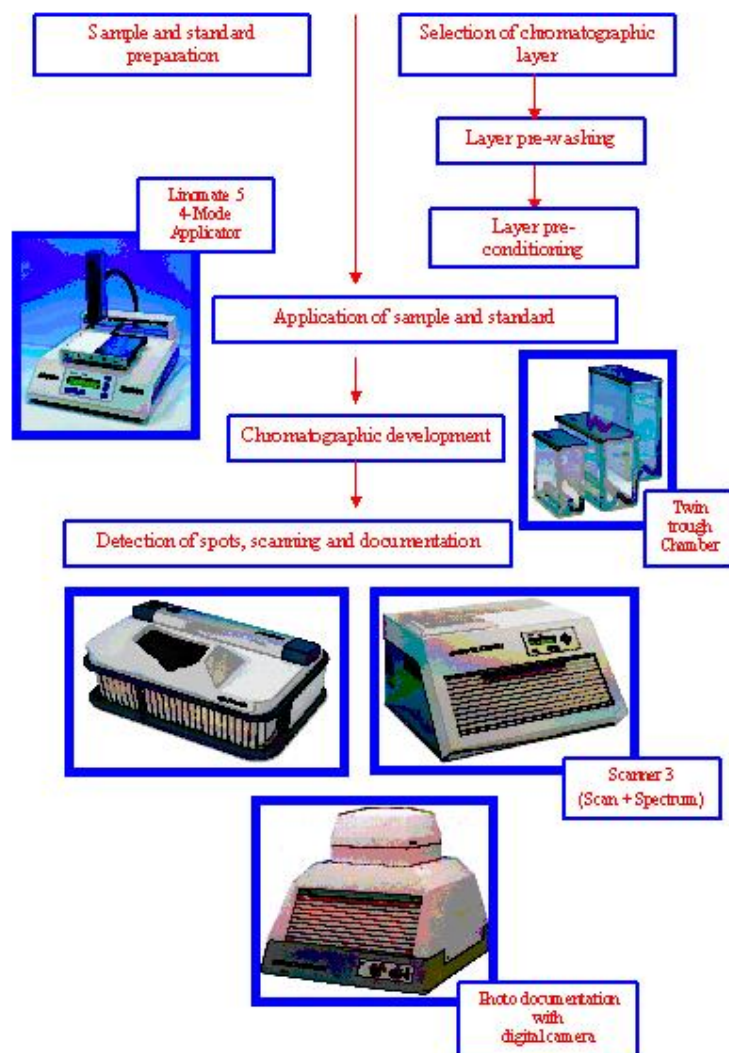 Sample and standard
preparation
Selection of chromatographic
layer
Layer pre-washing
Layer pre-
conditioning
Linomate 5
4-Mode
Applicator
Application of sample and standard
Chromatographic development
Twin
trough
Chamber
Detection of spots, scanning and documentation
Scanner 3
(Scan + Spectrum)
Photo documentation
with
digital camera